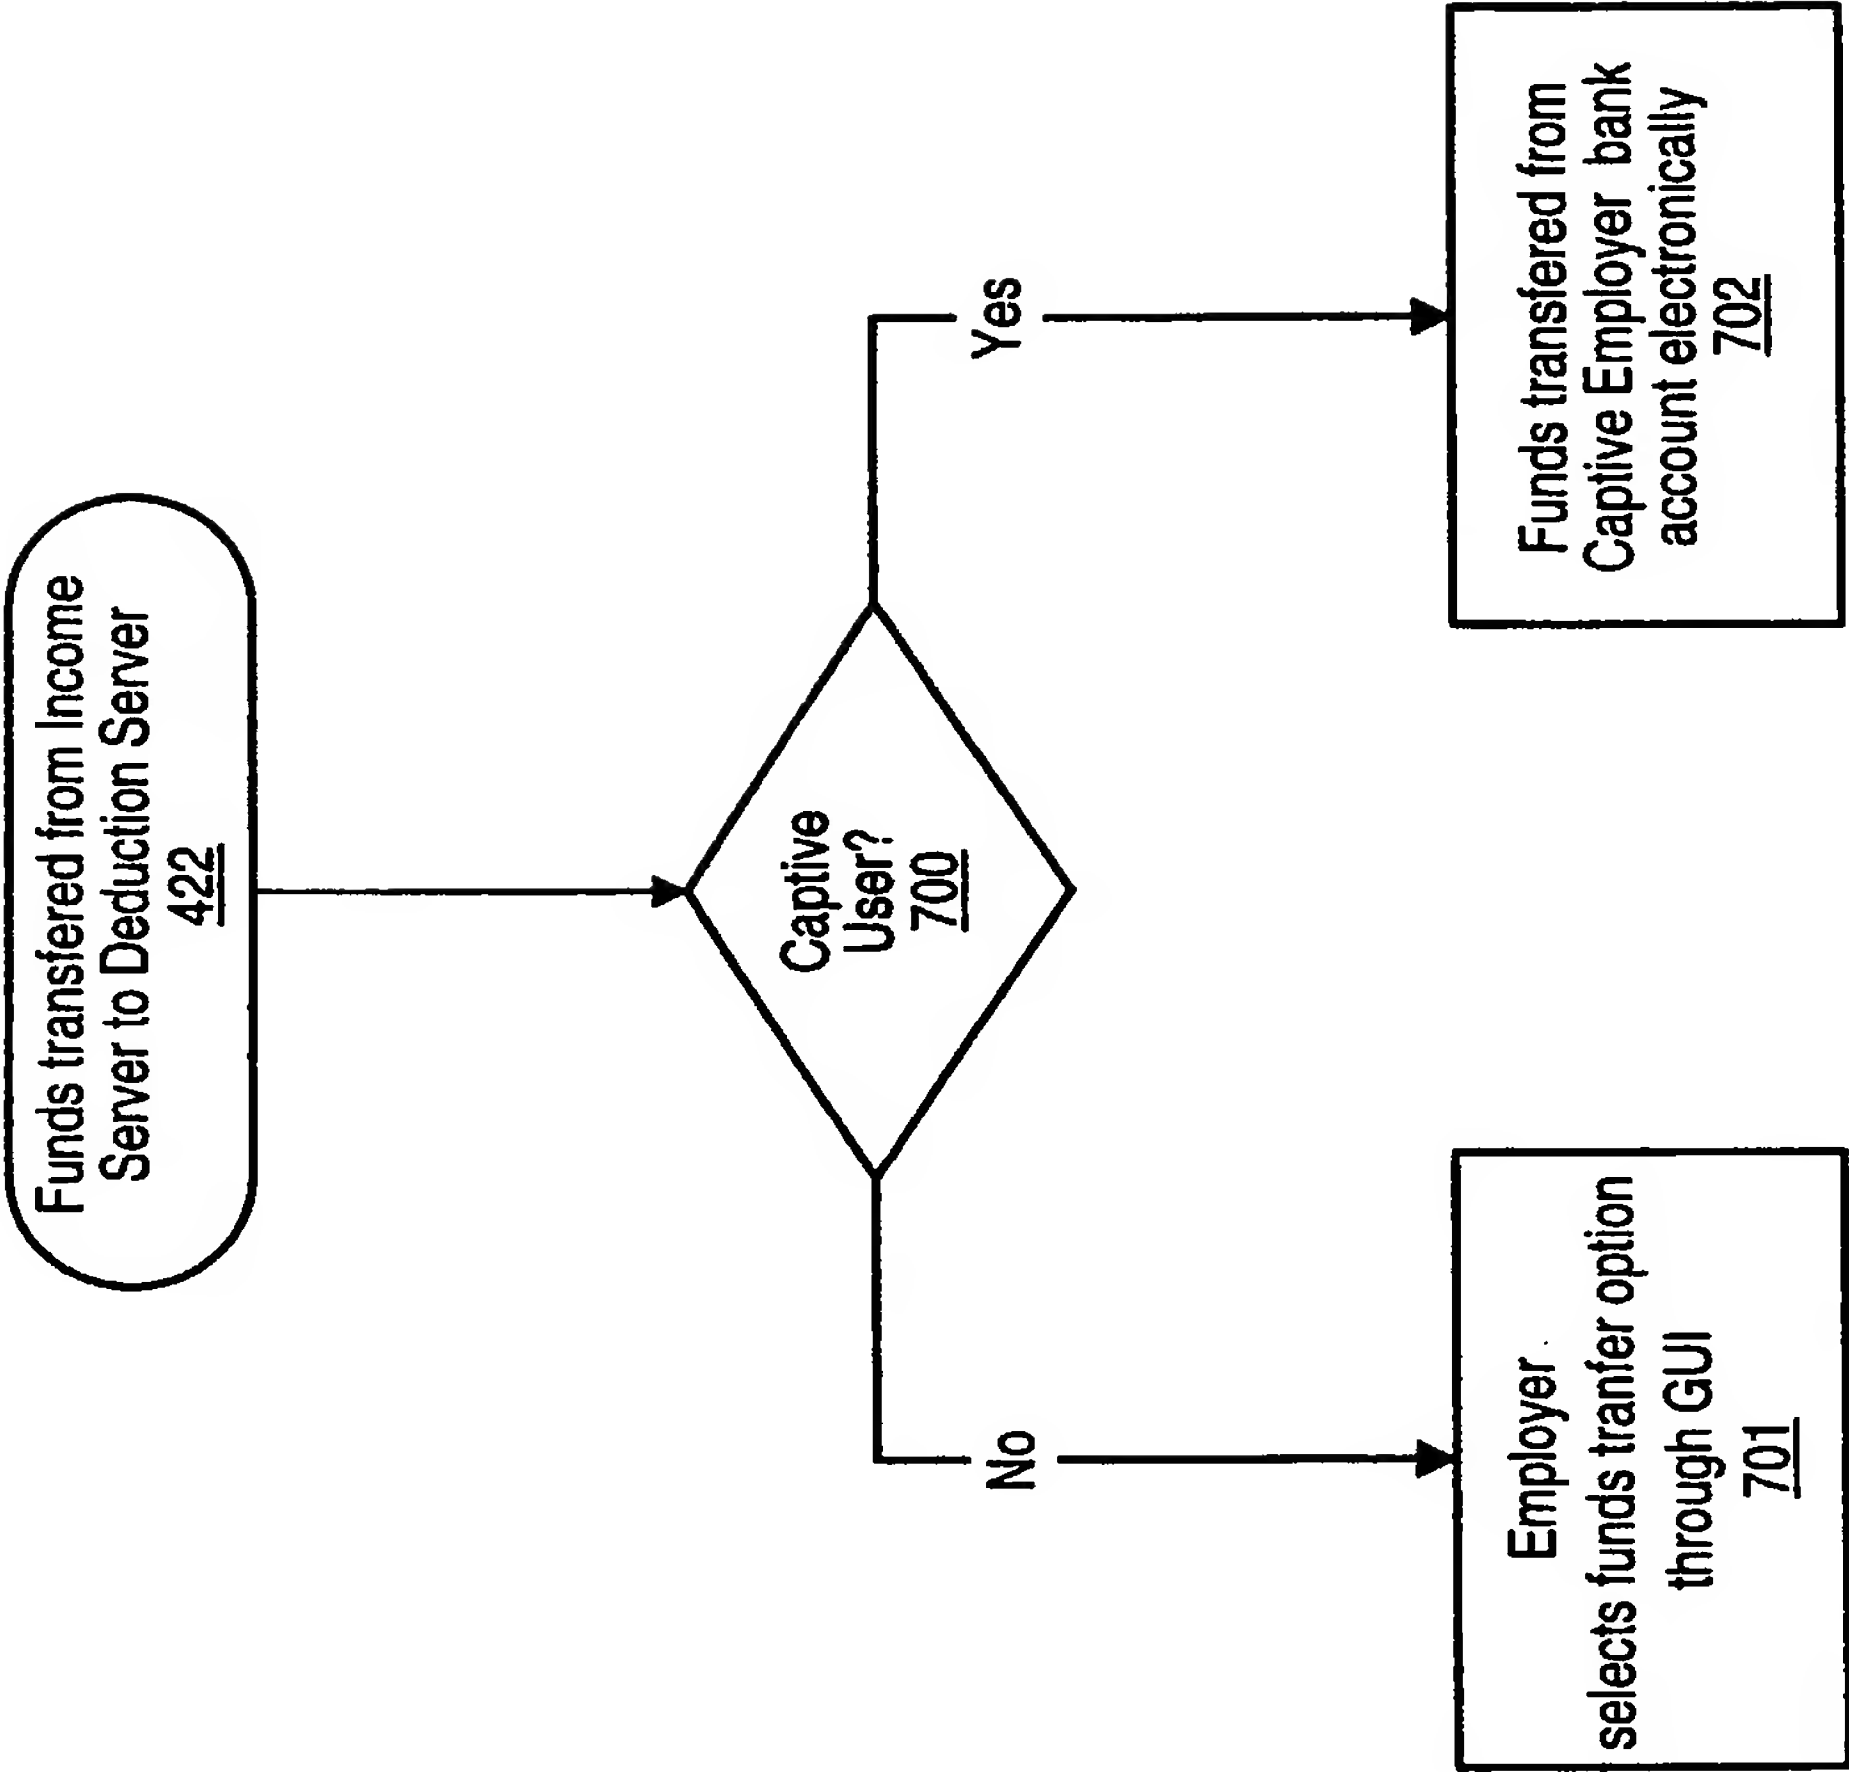 Funds transfered from Income
Server to Deduction Server
422
Captive
User?
700
No
Yes
Employer
selects funds tranfer option
through GUI
701
Funds transferred from
Captive Employer bank
account electronically
702